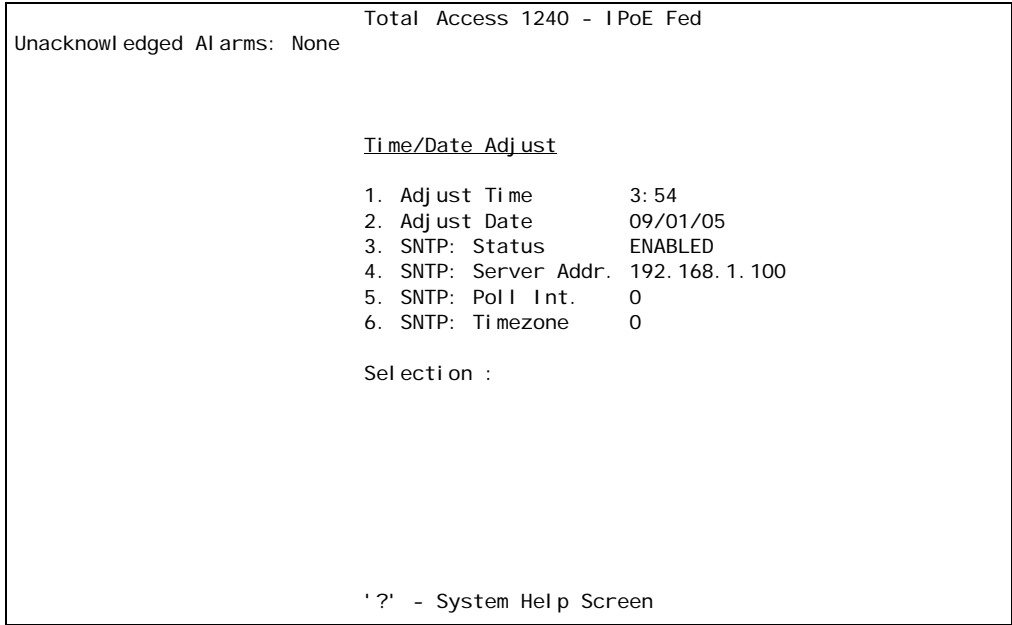 Total Access 1240 - IPoE Fed
Unacknowledged Alarms: None
Time/Date Adjust
1. Adjust Time 3:54
2. Adjust Date 09/01/05
3. SNTP: Status ENABLED
4. SNTP: Server Addr. 192.168.1.100
5. SNTP: Poll Int. 0
6. SNTP: Timezone 0
Selection :
'?' - System Help Screen